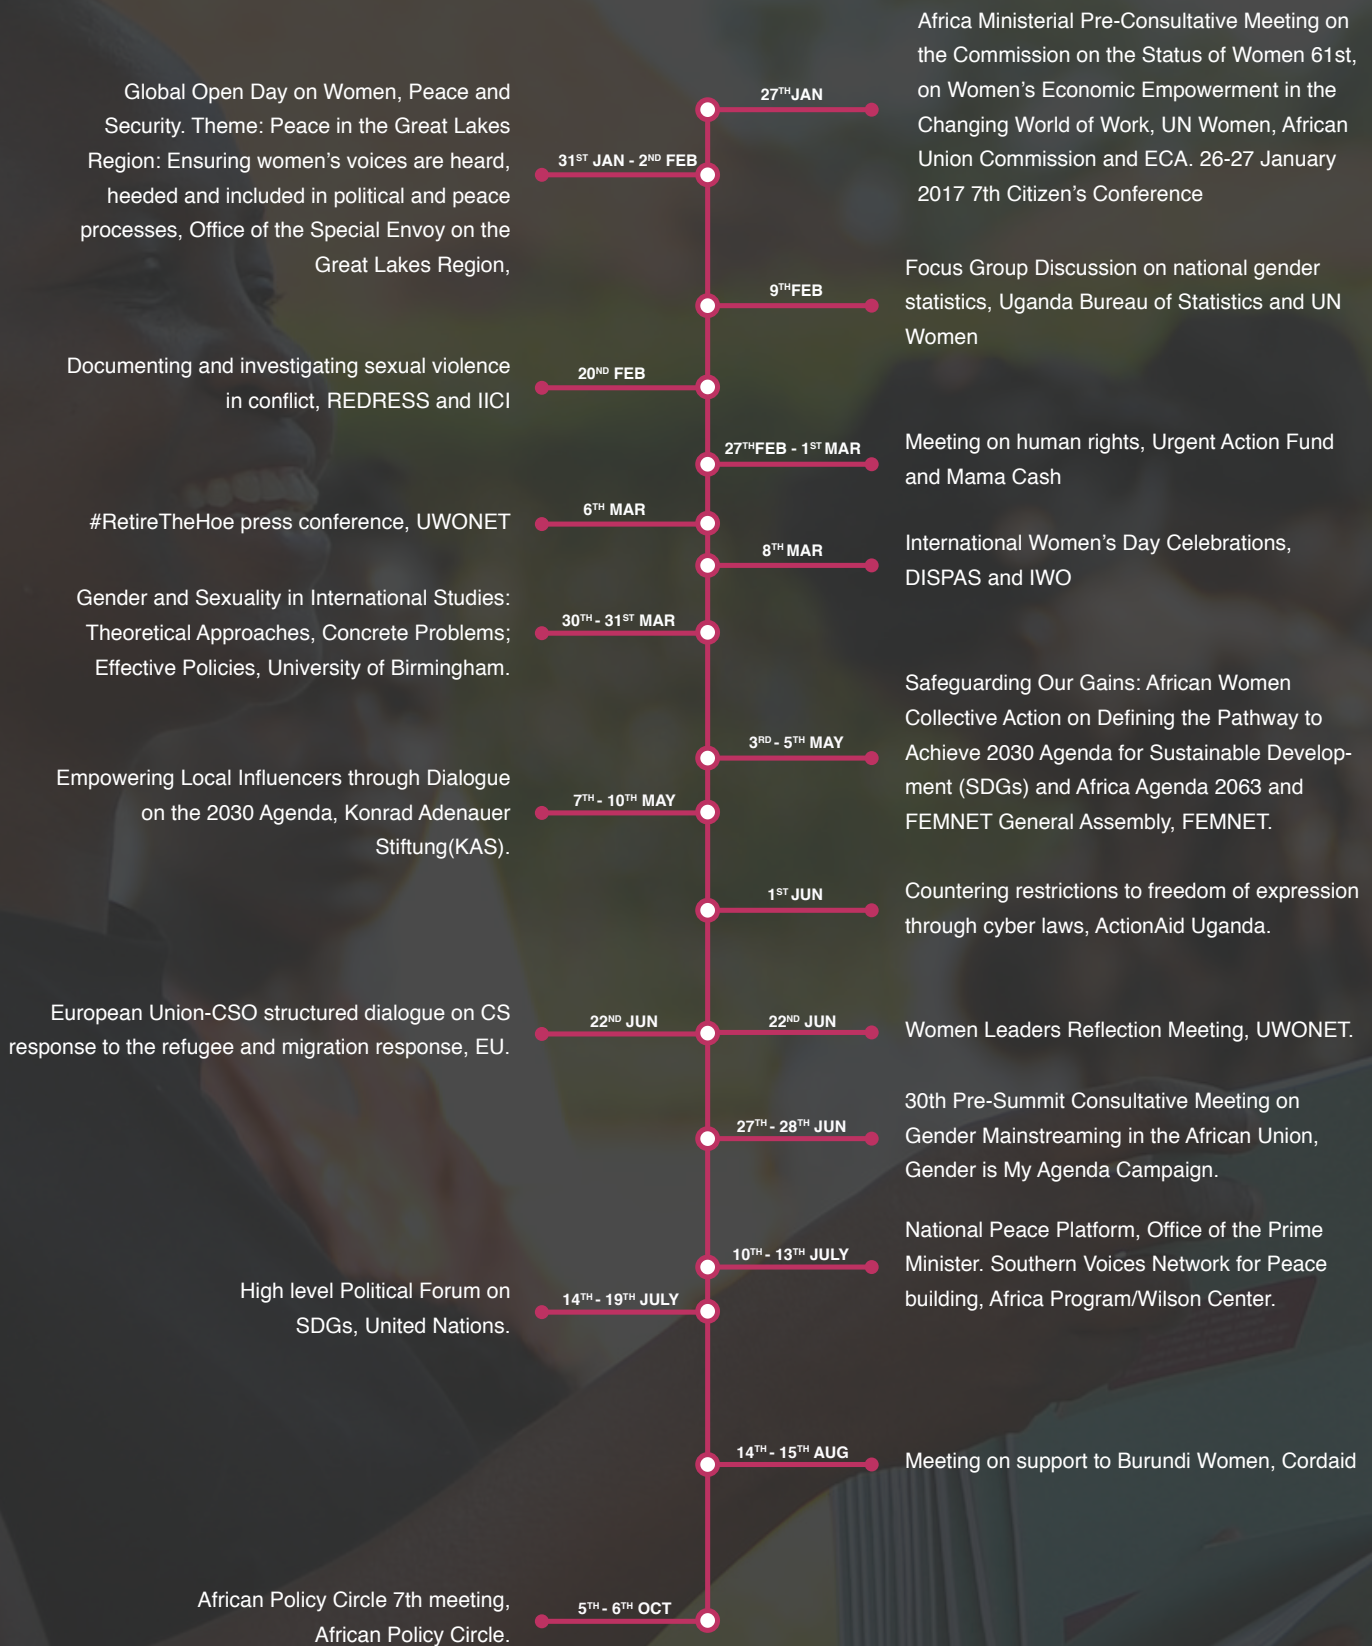 27TH JAN
Africa Ministerial Pre-Consultative Meeting on
the Commission on the Status of Women 61st,
on Women’s Economic Empowerment in the
Changing World of Work, UN Women, African
Union Commission and ECA. 26-27 January
2017 7th Citizen’s Conference
Global Open Day on Women, Peace and
Security. Theme: Peace in the Great Lakes
Region: Ensuring women’s voices are heard,
heeded and included in political and peace
processes, Office of the Special Envoy on the
Great Lakes Region,
31ST JAN - 2ND FEB
9TH FEB
Focus Group Discussion on national gender
statistics, Uganda Bureau of Statistics and UN
Women
Documenting and investigating sexual violence
in conflict, REDRESS and IICI
20ND FEB
27TH FEB - 1ST MAR
Meeting on human rights, Urgent Action Fund
and Mama Cash
#RetireTheHoe press conference, UWONET
6TH MAR
8TH MAR
International Women’s Day Celebrations,
DISPAS and IWO
Gender and Sexuality in International Studies:
Theoretical Approaches, Concrete Problems;
Effective Policies, University of Birmingham.
30TH - 31ST MAR
3RD - 5TH MAY
Safeguarding Our Gains: African Women
Collective Action on Defining the Pathway to
Achieve 2030 Agenda for Sustainable Develop-
ment (SDGs) and Africa Agenda 2063 and
FEMNET General Assembly, FEMNET.
Empowering Local Influencers through Dialogue
on the 2030 Agenda, Konrad Adenauer
Stiftung(KAS).
7TH - 10TH MAY
1ST JUN
Countering restrictions to freedom of expression
through cyber laws, ActionAid Uganda.
European Union-CSO structured dialogue on CS
response to the refugee and migration response, EU.
22ND JUN
22ND JUN
Women Leaders Reflection Meeting, UWONET.
27TH - 28TH JUN
30th Pre-Summit Consultative Meeting on
Gender Mainstreaming in the African Union,
Gender is My Agenda Campaign.
10TH - 13TH JULY
National Peace Platform, Office of the Prime
Minister. Southern Voices Network for Peace
building, Africa Program/Wilson Center.
High level Political Forum on
SDGs, United Nations.
14TH - 19TH JULY
14TH - 15TH AUG
Meeting on support to Burundi Women, Cordaid
African Policy Circle 7th meeting,
African Policy Circle.
5TH - 6TH OCT